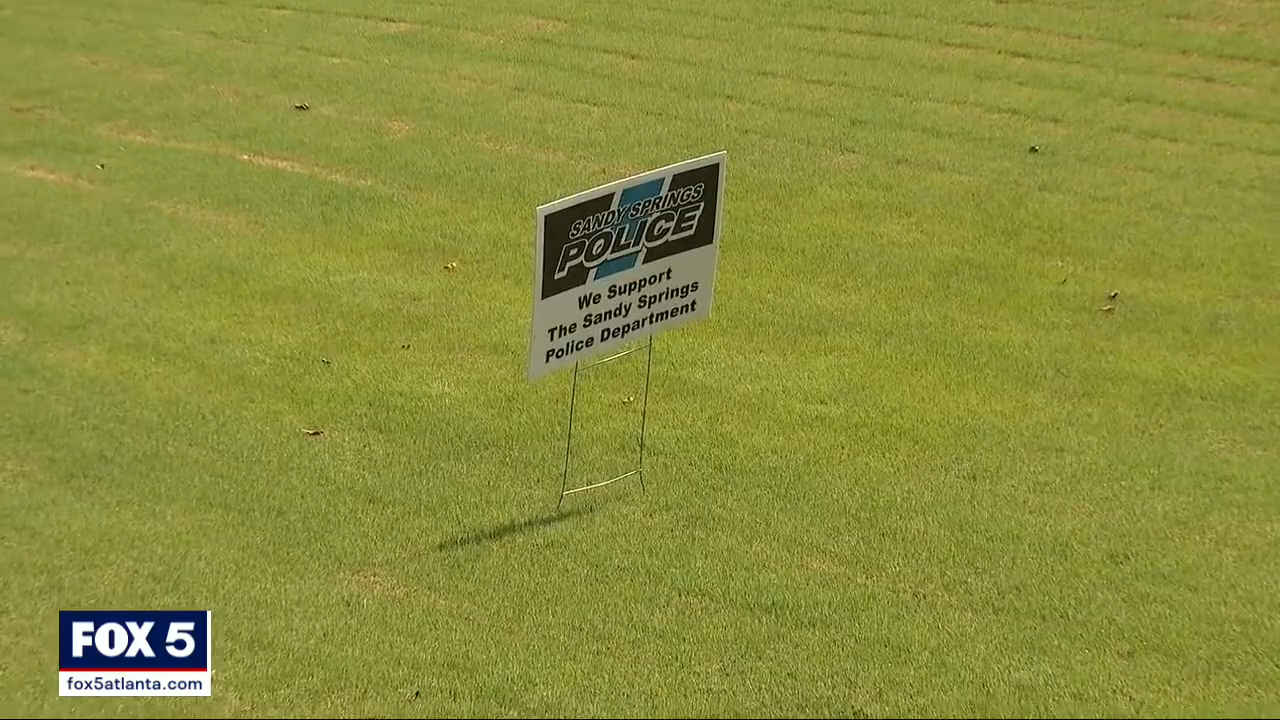 SANDY SPRINGS
POLICE
We Support
The Sandy Springs
Police Department
FOX 5
fox5atlanta.com